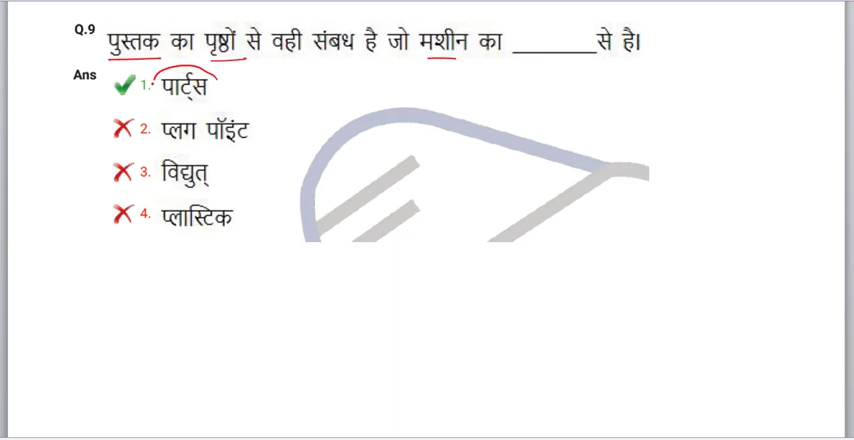 Q.9 पुस्तक का पृष्ठों से वही संबध है जो मशीन का ________से है।
Ans 1. पार्ट्स
2. प्लग पॉइंट
3. विद्युत्
4. प्लास्टिक